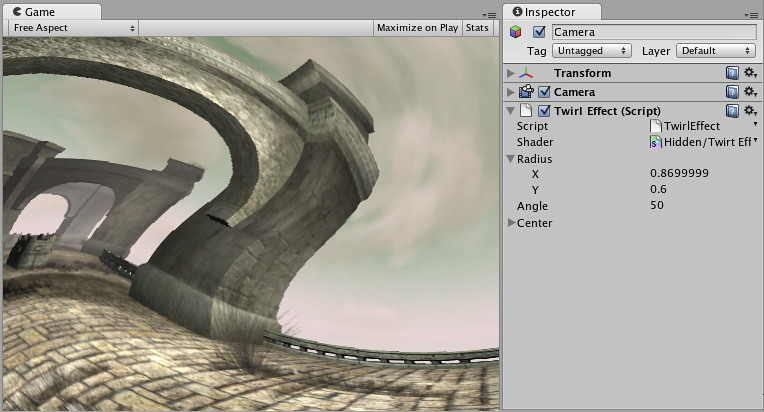 Game
Free Aspect
Maximize on Play
Stats
Inspector
Camera
Tag
Untagged
Layer
Default
Transform
Camera
Twirl Effect (Script)
Script
TwirlEffect
Shader
Hidden/Twirt Eff
Radius
X
0.8699999
Y
0.6
Angle
50
Center